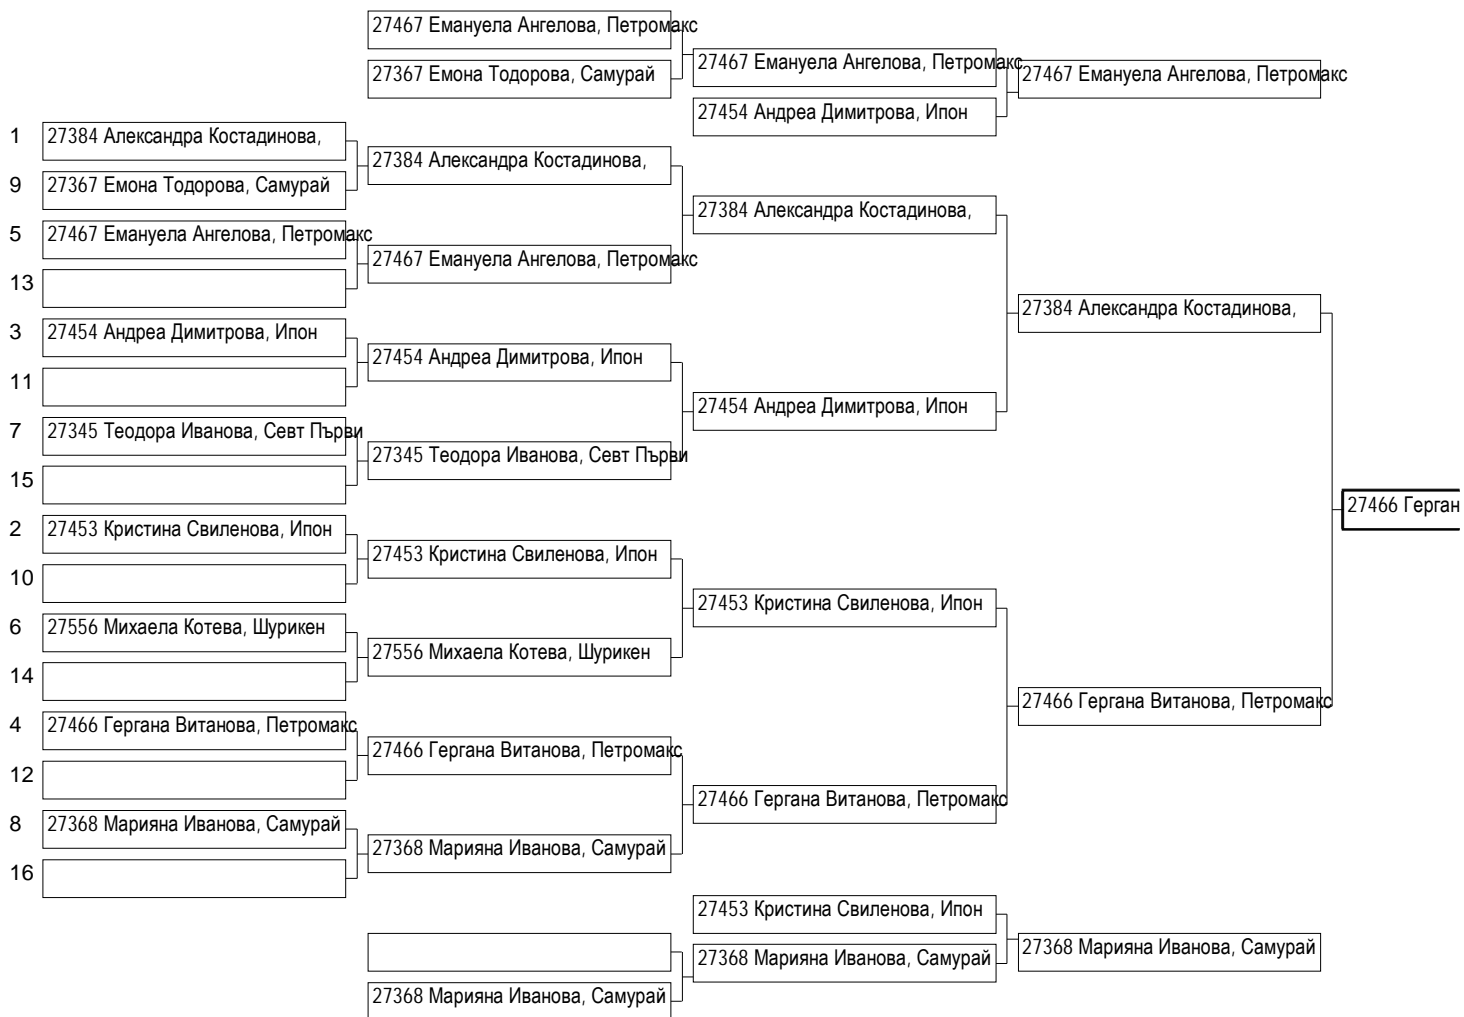 27467 Емануела Ангелова, Петромакс
27367 Емона Тодорова, Самурай
27467 Емануела Ангелова, Петромакс
27454 Андреа Димитрова, Ипон
27467 Емануела Ангелова, Петромакс
1 27384 Александра Костадинова,
9 27367 Емона Тодорова, Самурай
5 27467 Емануела Ангелова, Петромакс
13
3 27454 Андреа Димитрова, Ипон
11
7 27345 Теодора Иванова, Севт Първи
15
2 27453 Кристина Свиленова, Ипон
10
6 27556 Михаела Котева, Шурикен
14
4 27466 Гергана Витанова, Петромакс
12
8 27368 Марияна Иванова, Самурай
16
27384 Александра Костадинова,
27467 Емануела Ангелова, Петромакс
27454 Андреа Димитрова, Ипон
27345 Теодора Иванова, Севт Първи
27453 Кристина Свиленова, Ипон
27556 Михаела Котева, Шурикен
27466 Гергана Витанова, Петромакс
27368 Марияна Иванова, Самурай
27384 Александра Костадинова,
27454 Андреа Димитрова, Ипон
27453 Кристина Свиленова, Ипон
27466 Гергана Витанова, Петромакс
27384 Александра Костадинова,
27466 Гергана Витанова, Петромакс
27466 Герган
27368 Марияна Иванова, Самурай
27453 Кристина Свиленова, Ипон
27368 Марияна Иванова, Самурай
27368 Марияна Иванова, Самурай